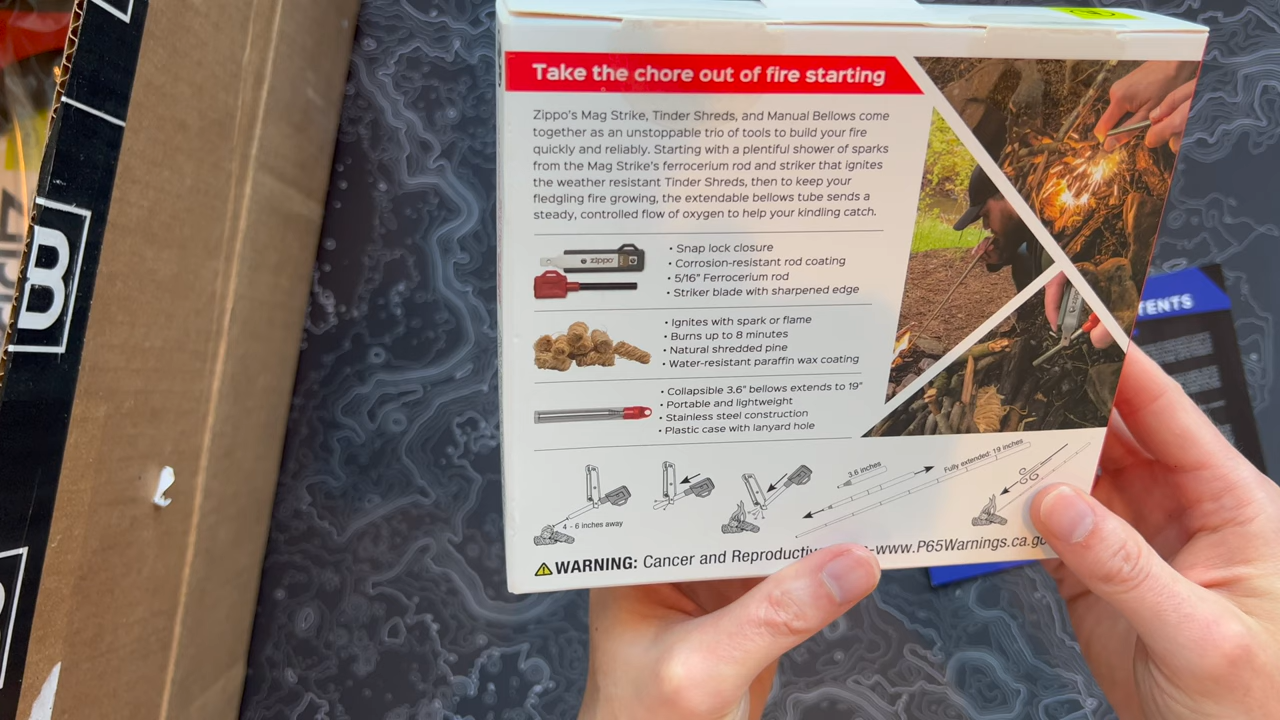 Take the chore out of fire starting
Zippo's Mag Strike, Tinder Shreds, and Manual Bellows come
together as an unstoppable trio of tools to build your fire
quickly and reliably. Starting with a plentiful shower of sparks
from the Mag Strike's ferrocerium rod and striker that ignites
the weather resistant Tinder Shreds, then to keep your
fledgling fire growing, the extendable bellows tube sends a
steady, controlled flow of oxygen to help your kindling catch.
zippo
• Snap lock closure
• Corrosion-resistant rod coating
• 5/16" Ferrocerium rod
• Striker blade with sharpened edge
• Ignites with spark or flame
• Burns up to 8 minutes
• Natural shredded pine
• Water-resistant paraffin wax coating
• Collapsible 3.6" bellows extends to 19"
• Portable and lightweight
• Stainless steel construction
• Plastic case with lanyard hole
4 - 6 inches away
3.6 inches
Fully extended: 19 inches
WARNING: Cancer and Reproductiv -www.P65Warnings.ca.go
B
TENTS